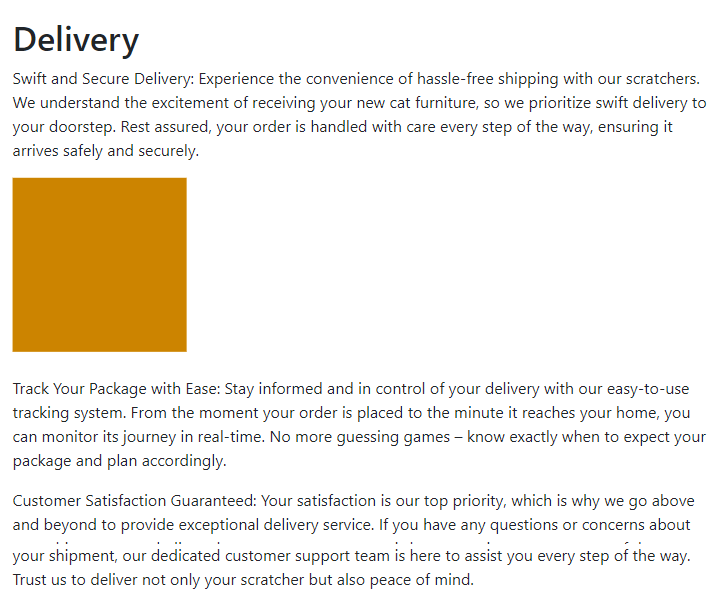 Delivery
Swift and Secure Delivery: Experience the convenience of hassle-free shipping with our scratchers.
We understand the excitement of receiving your new cat furniture, so we prioritize swift delivery to
your doorstep. Rest assured, your order is handled with care every step of the way, ensuring it
arrives safely and securely.
Track Your Package with Ease: Stay informed and in control of your delivery with our easy-to-use
tracking system. From the moment your order is placed to the minute it reaches your home, you
can monitor its journey in real-time. No more guessing games – know exactly when to expect your
package and plan accordingly.
Customer Satisfaction Guaranteed: Your satisfaction is our top priority, which is why we go above
and beyond to provide exceptional delivery service. If you have any questions or concerns about
your shipment, our dedicated customer support team is here to assist you every step of the way.
Trust us to deliver not only your scratcher but also peace of mind.